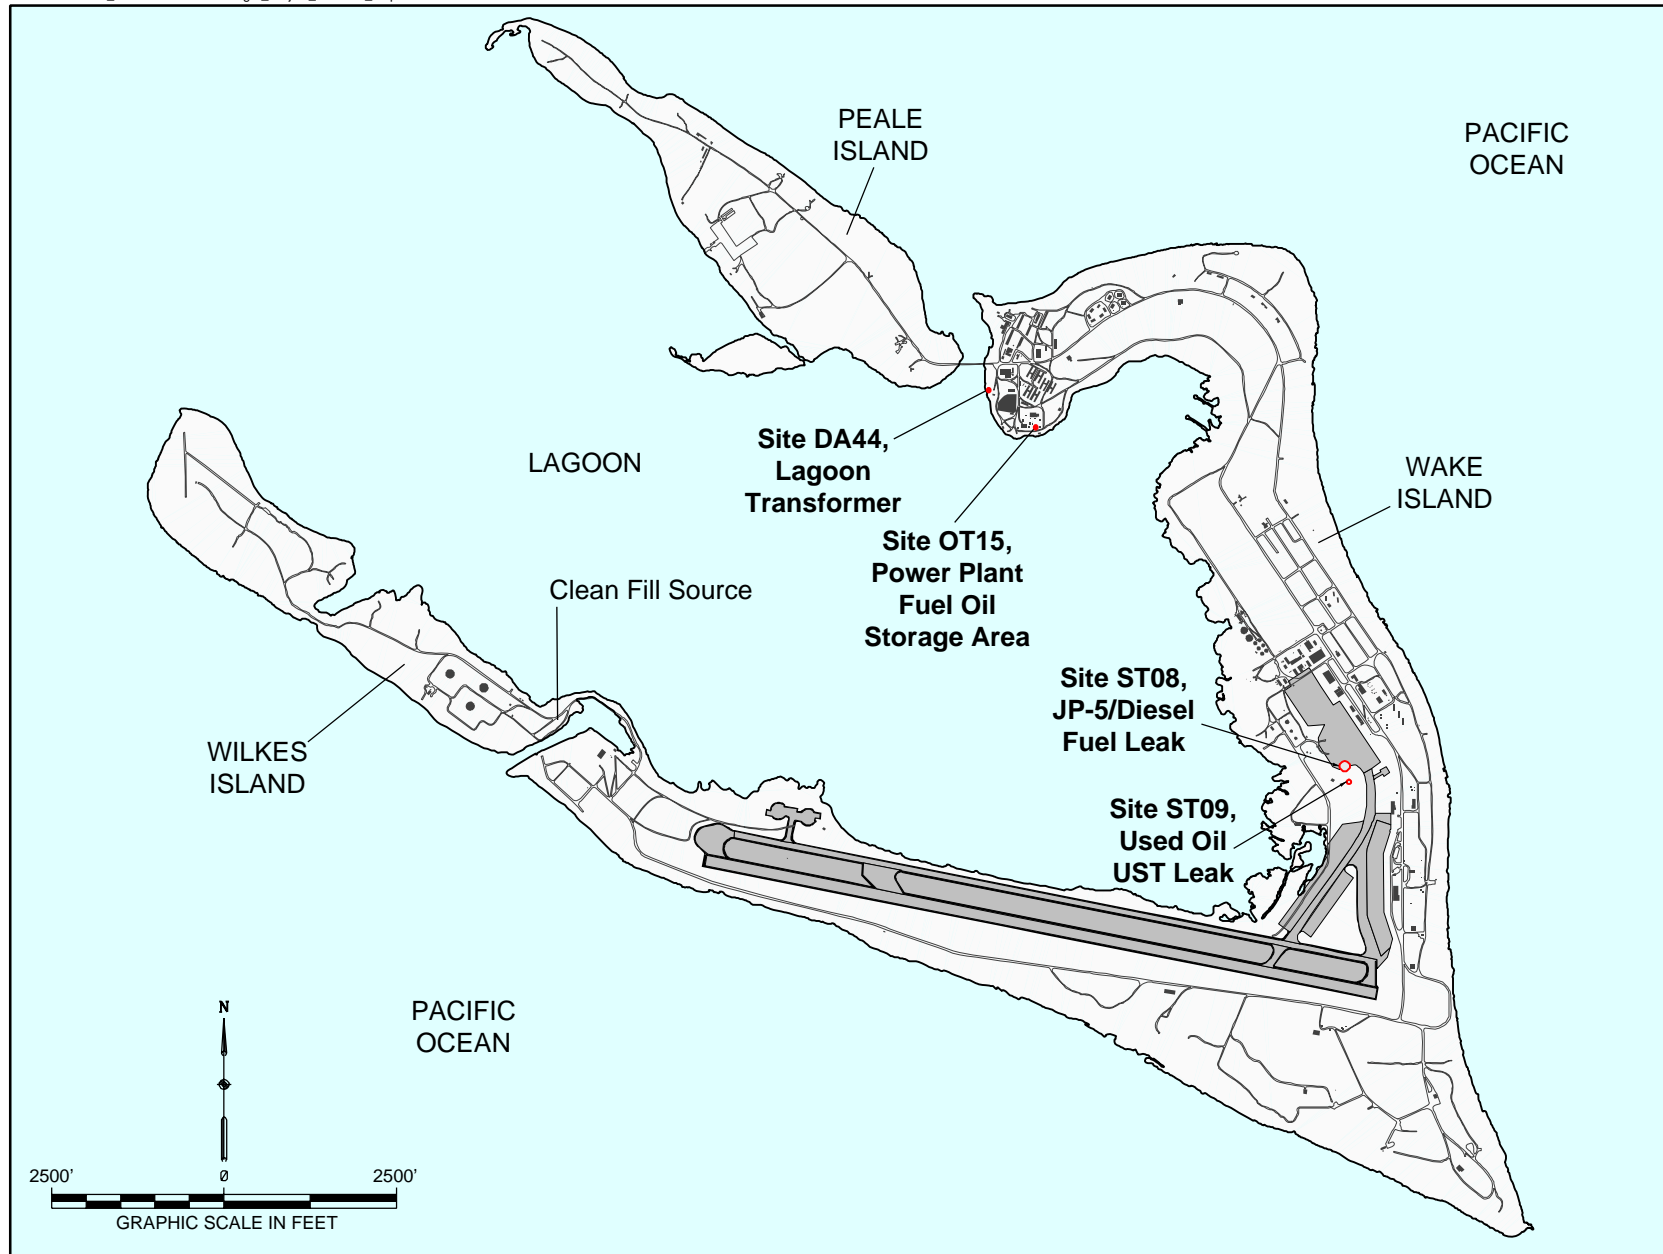 PEALE
ISLAND
PACIFIC
OCEAN
Site DA44,
Lagoon
Transformer
LAGOON
WAKE
ISLAND
Site OT15,
Power Plant
Fuel Oil
Storage Area
Clean Fill Source
Site ST08,
JP-5/Diesel
Fuel Leak
WILKES
ISLAND
Site ST09,
Used Oil
UST Leak
PACIFIC
OCEAN
N
2500' 0 2500'
GRAPHIC SCALE IN FEET